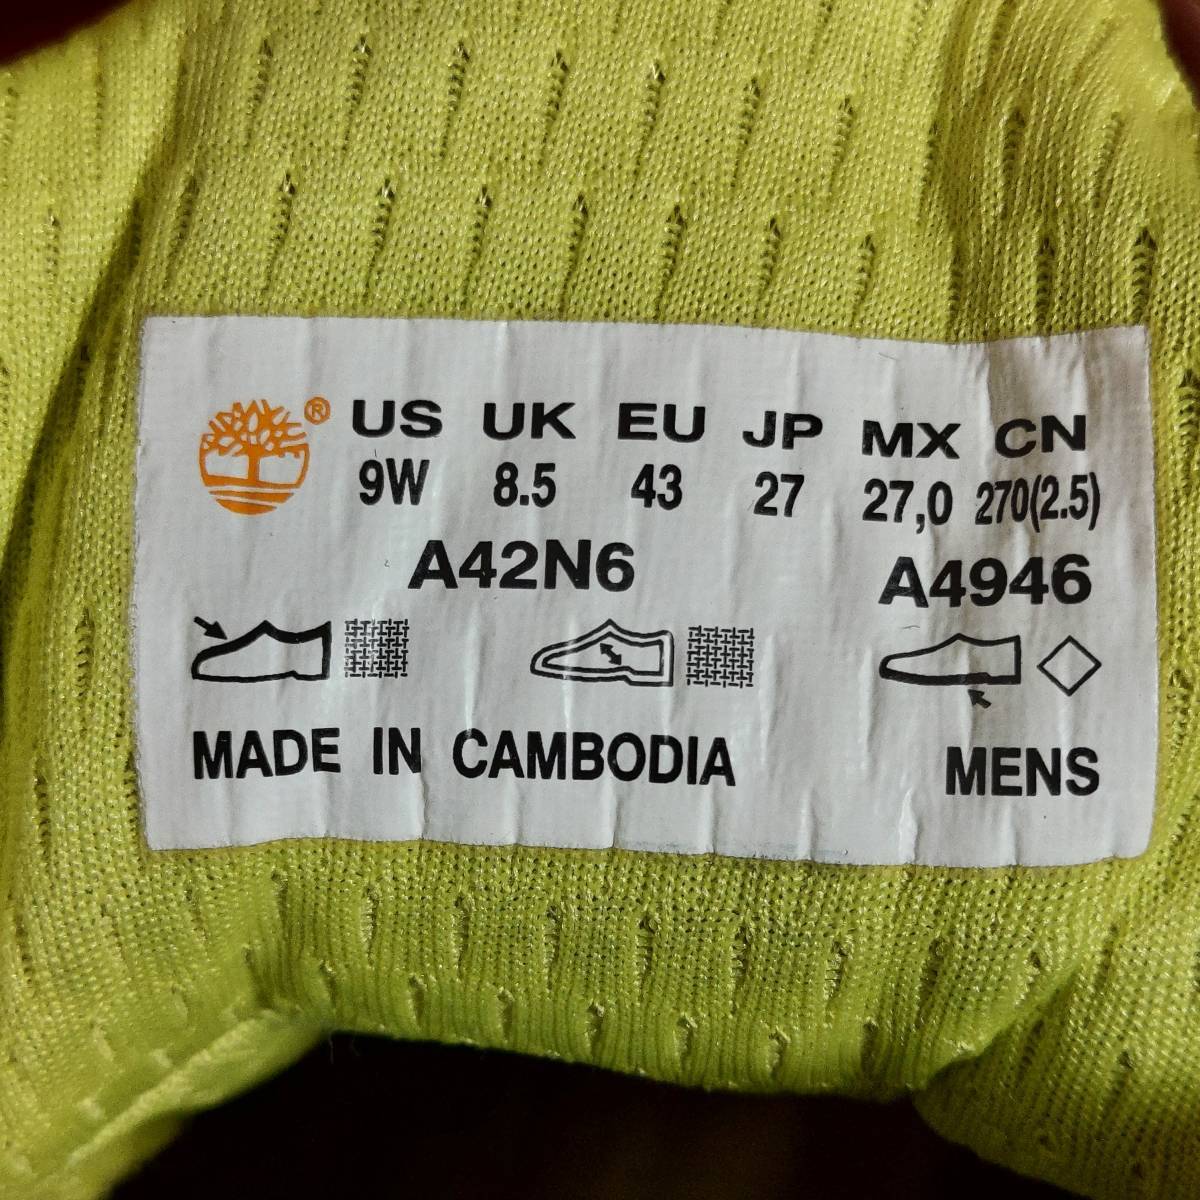 ® US UK EU JP MX CN
9W 8.5 43 27 27,0 270(2.5)
A42N6 A4946
MADE IN CAMBODIA MENS